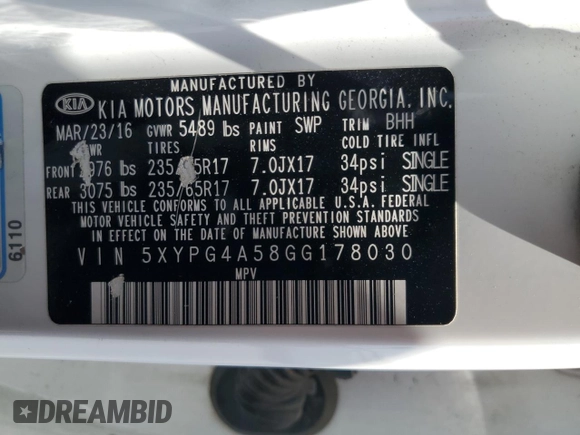 MANUFACTURED BY
KIA KIA MOTORS MANUFACTURING GEORGIA, INC.
MAR/23/16 GVWR 5489 lbs PAINT SWP TRIM BHH
TIRES RIMS COLD TIRE INFL
FRONT lbs 7.0JX17 34psi SINGLE
REAR 3075 lbs 235/65R17 7.0JX17 34psi SINGLE
THIS VEHICLE CONFORMS TO ALL APPLICABLE U.S.A. FEDERAL
MOTOR VEHICLE SAFETY AND THEFT PREVENTION STANDARDS
IN EFFECT ON THE DATE OF MANUFACTURE SHOWN ABOVE.
VIN 5XYPG4A58GG178030
MPV
6110
DREAMBID